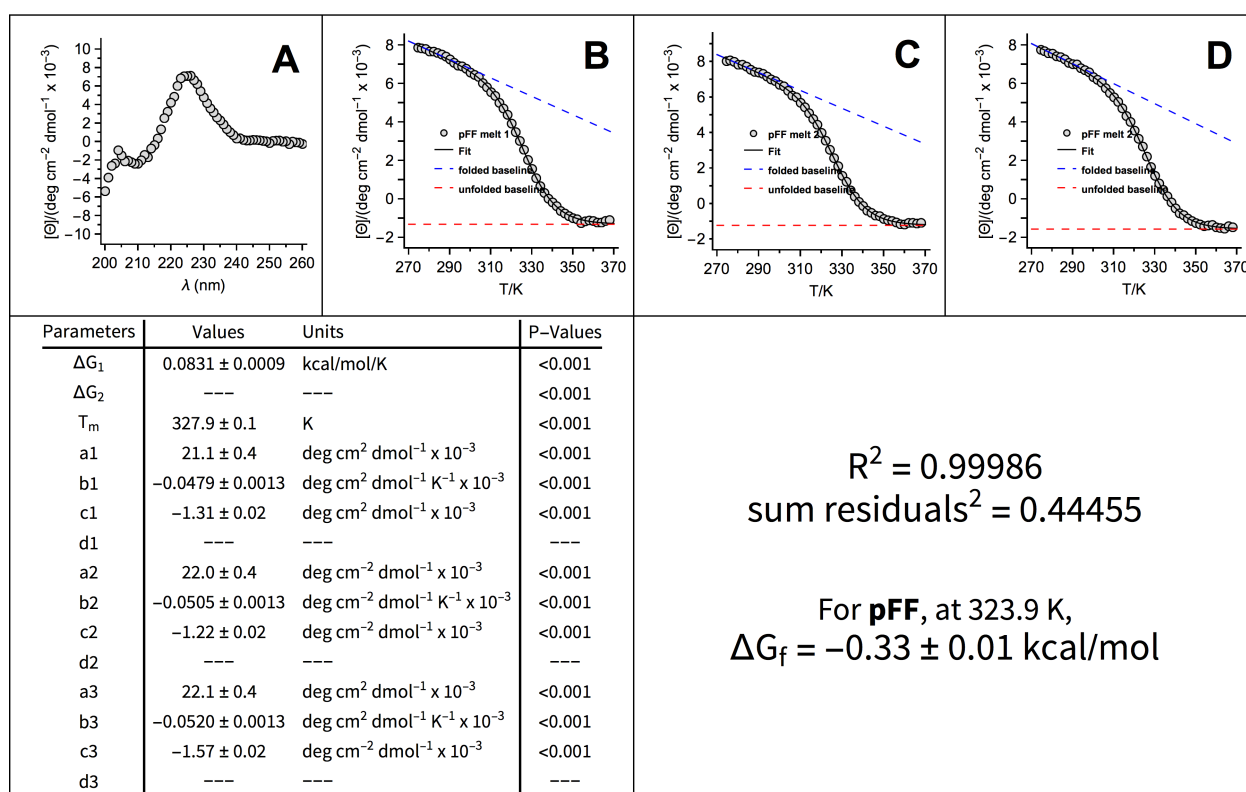 A
[Θ]/(deg cm⁻² dmol⁻¹ x 10⁻³)
10
8
6
4
2
0
−2
−4
−6
−8
−10
200 210 220 230 240 250 260
λ (nm)
B
[Θ]/(deg cm⁻² dmol⁻¹ x 10⁻³)
8
6
4
2
0
−2
pFF melt 1
Fit
folded baseline
unfolded baseline
270 290 310 330 350 370
T/K
C
[Θ]/(deg cm⁻² dmol⁻¹ x 10⁻³)
8
6
4
2
0
−2
pFF melt 2
Fit
folded baseline
unfolded baseline
270 290 310 330 350 370
T/K
D
[Θ]/(deg cm⁻² dmol⁻¹ x 10⁻³)
8
6
4
2
0
−2
pFF melt 2
Fit
folded baseline
unfolded baseline
270 290 310 330 350 370
T/K
Parameters Values Units P−Values
ΔG₁ 0.0831 ± 0.0009 kcal/mol/K <0.001
ΔG₂ −−− −−− <0.001
Tₘ 327.9 ± 0.1 K <0.001
a1 21.1 ± 0.4 deg cm² dmol⁻¹ x 10⁻³ <0.001
b1 −0.0479 ± 0.0013 deg cm² dmol⁻¹ K⁻¹ x 10⁻³ <0.001
c1 −1.31 ± 0.02 deg cm² dmol⁻¹ x 10⁻³ <0.001
d1 −−− −−− −−−
a2 22.0 ± 0.4 deg cm⁻² dmol⁻¹ x 10⁻³ <0.001
b2 −0.0505 ± 0.0013 deg cm⁻² dmol⁻¹ K⁻¹ x 10⁻³ <0.001
c2 −1.22 ± 0.02 deg cm⁻² dmol⁻¹ x 10⁻³ <0.001
d2 −−− −−− −−−
a3 22.1 ± 0.4 deg cm² dmol⁻¹ x 10⁻³ <0.001
b3 −0.0520 ± 0.0013 deg cm² dmol⁻¹ K⁻¹ x 10⁻³ <0.001
c3 −1.57 ± 0.02 deg cm⁻² dmol⁻¹ x 10⁻³ <0.001
d3 −−− −−− −−−
R² = 0.99986
sum residuals² = 0.44455
For pFF, at 323.9 K,
ΔG_f = −0.33 ± 0.01 kcal/mol